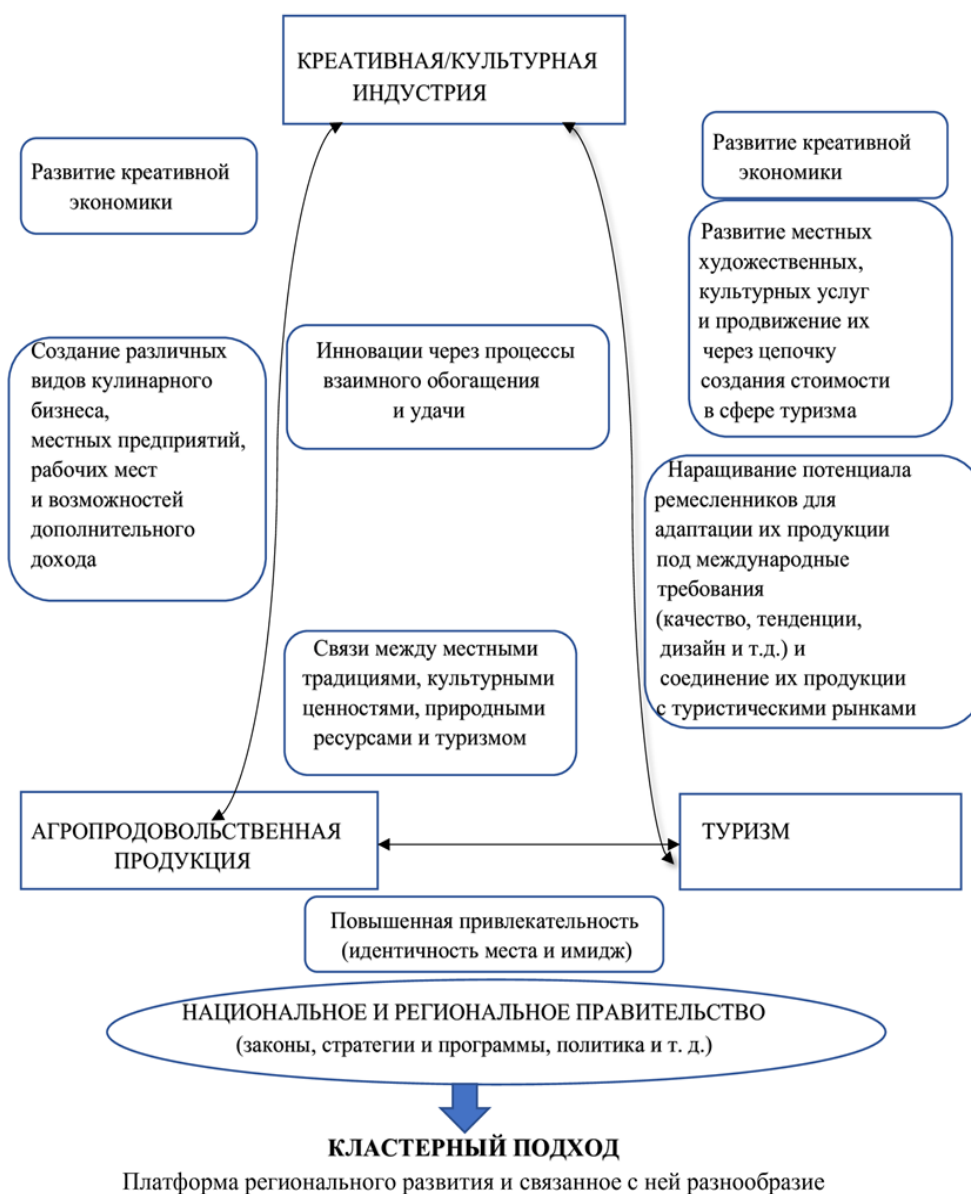 КРЕАТИВНАЯ/КУЛЬТУРНАЯ
ИНДУСТРИЯ
Развитие креативной
экономики
Развитие креативной
экономики
Развитие местных
художественных,
культурных услуг
и продвижение их
через цепочку
создания стоимости
в сфере туризма
Создание различных
видов кулинарного
бизнеса,
местных предприятий,
рабочих мест
и возможностей
дополнительного
дохода
Инновации через процессы
взаимного обогащения
и удачи
Наращивание потенциала
ремесленников для
адаптации их продукции
под международные
требования
(качество, тенденции,
дизайн и т.д.) и
соединение их продукции
с туристическими рынками
Связи между местными
традициями, культурными
ценностями, природными
ресурсами и туризмом
АГРОПРОДОВОЛЬСТВЕННАЯ
ПРОДУКЦИЯ
ТУРИЗМ
Повышенная привлекательность
(идентичность места и имидж)
НАЦИОНАЛЬНОЕ И РЕГИОНАЛЬНОЕ ПРАВИТЕЛЬСТВО
(законы, стратегии и программы, политика и т. д.)
КЛАСТЕРНЫЙ ПОДХОД
Платформа регионального развития и связанное с ней разнообразие